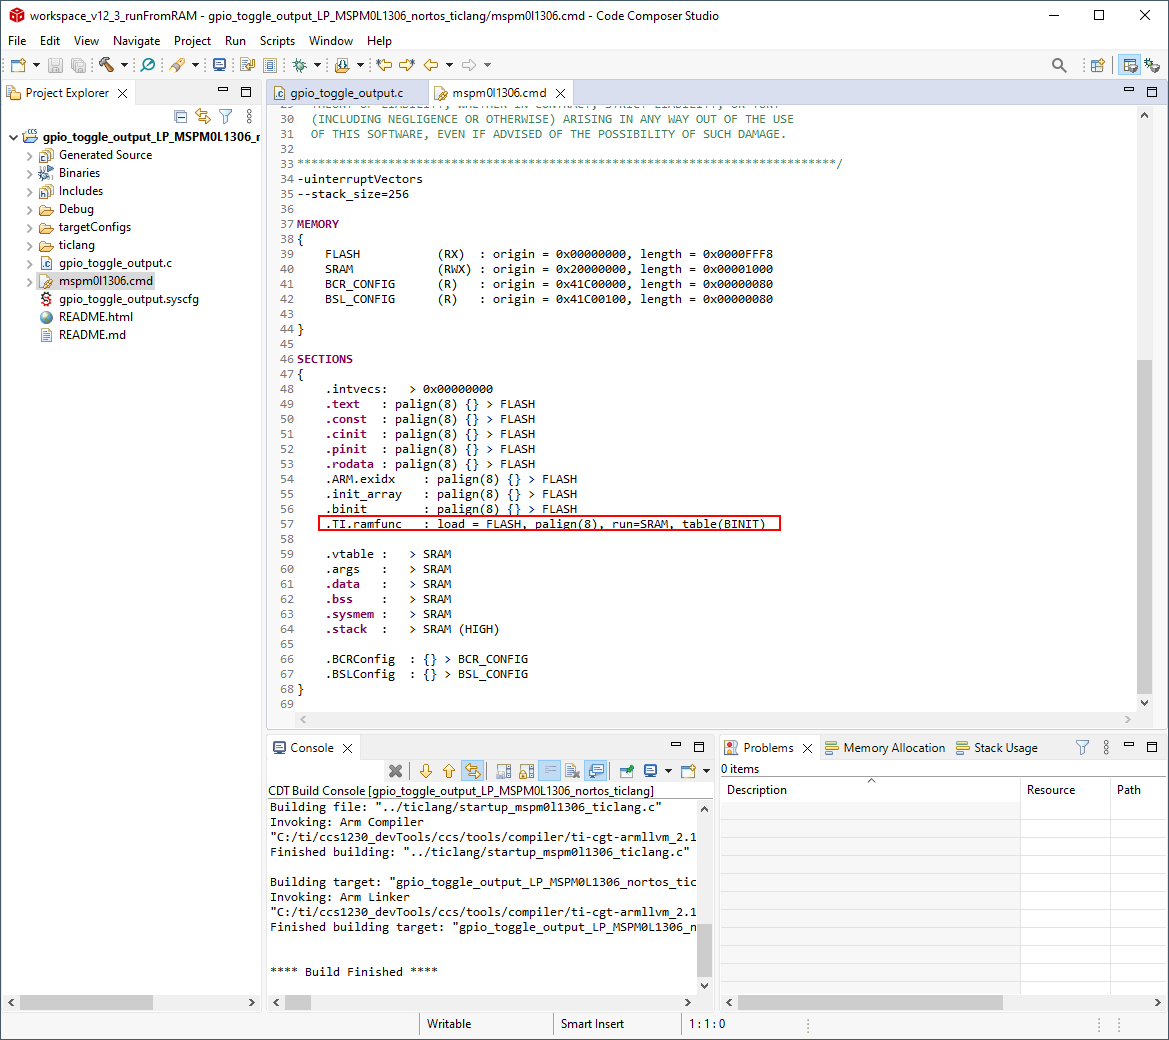 workspace_v12_3_runFromRAM - gpio_toggle_output_LP_MSPM0L1306_nortos_ticlang/mspm0l1306.cmd - Code Composer Studio
File Edit View Navigate Project Run Scripts Window Help
Project Explorer
gpio_toggle_output_LP_MSPM0L1306_n
Generated Source
Binaries
Includes
Debug
targetConfigs
ticlang
gpio_toggle_output.c
mspm0l1306.cmd
gpio_toggle_output.syscfg
README.html
README.md
gpio_toggle_output.c
mspm0l1306.cmd
29 THEORY OF LIABILITY, WHETHER IN CONTRACT, STRICT LIABILITY, OR TORT
30 (INCLUDING NEGLIGENCE OR OTHERWISE) ARISING IN ANY WAY OUT OF THE USE
31 OF THIS SOFTWARE, EVEN IF ADVISED OF THE POSSIBILITY OF SUCH DAMAGE.
32
33 *****************************************************************************/
34 -uinterruptVectors
35 --stack_size=256
36
37 MEMORY
38 {
39 FLASH (RX) : origin = 0x00000000, length = 0x0000FFF8
40 SRAM (RWX) : origin = 0x20000000, length = 0x00001000
41 BCR_CONFIG (R) : origin = 0x41C00000, length = 0x00000080
42 BSL_CONFIG (R) : origin = 0x41C00100, length = 0x00000080
43
44 }
45
46 SECTIONS
47 {
48 .intvecs: > 0x00000000
49 .text : palign(8) {} > FLASH
50 .const : palign(8) {} > FLASH
51 .cinit : palign(8) {} > FLASH
52 .pinit : palign(8) {} > FLASH
53 .rodata : palign(8) {} > FLASH
54 .ARM.exidx : palign(8) {} > FLASH
55 .init_array : palign(8) {} > FLASH
56 .binit : palign(8) {} > FLASH
57 .TI.ramfunc : load = FLASH, palign(8), run=SRAM, table(BINIT)
58
59 .vtable : > SRAM
60 .args : > SRAM
61 .data : > SRAM
62 .bss : > SRAM
63 .sysmem : > SRAM
64 .stack : > SRAM (HIGH)
65
66 .BCRConfig : {} > BCR_CONFIG
67 .BSLConfig : {} > BSL_CONFIG
68 }
69
Console
CDT Build Console [gpio_toggle_output_LP_MSPM0L1306_nortos_ticlang]
Building file: "../ticlang/startup_mspm0l1306_ticlang.c"
Invoking: Arm Compiler
"C:/ti/ccs1230_devTools/ccs/tools/compiler/ti-cgt-armllvm_2.1
Finished building: "../ticlang/startup_mspm0l1306_ticlang.c"
Building target: "gpio_toggle_output_LP_MSPM0L1306_nortos_tic
Invoking: Arm Linker
"C:/ti/ccs1230_devTools/ccs/tools/compiler/ti-cgt-armllvm_2.1
Finished building target: "gpio_toggle_output_LP_MSPM0L1306_n
**** Build Finished ****
Problems Memory Allocation Stack Usage
0 items
Description Resource Path
Writable Smart Insert 1 : 1 : 0